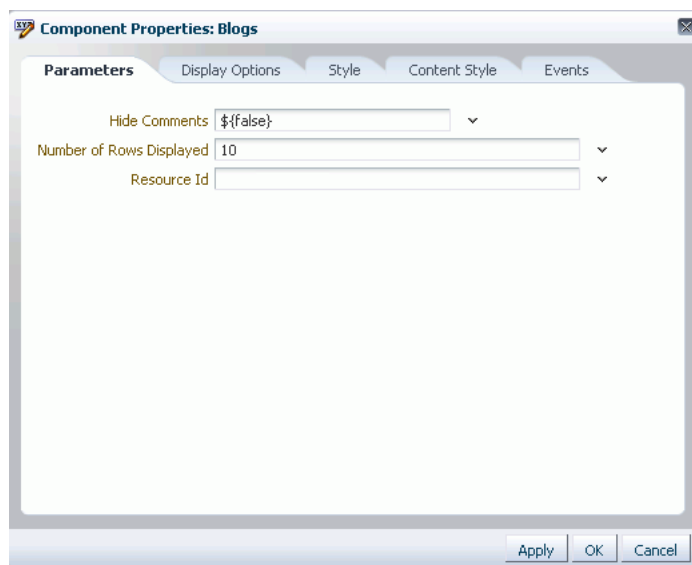 Component Properties: Blogs
Parameters Display Options Style Content Style Events
Hide Comments ${false}
Number of Rows Displayed 10
Resource Id
Apply OK Cancel